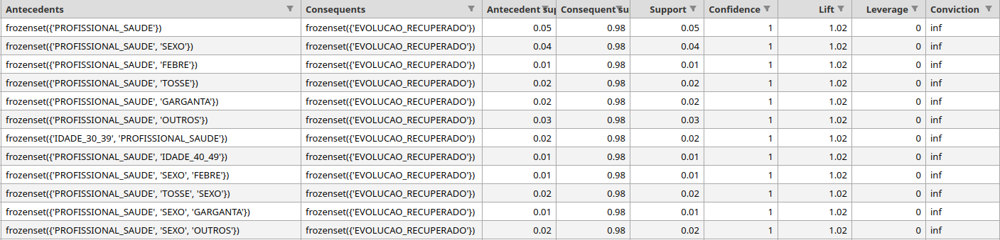 Antecedents Consequents Antecedent sup Consequent su Support Confidence Lift Leverage Conviction
frozenset({'PROFISSIONAL_SAUDE'}) frozenset({'EVOLUCAO_RECUPERADO'}) 0.05 0.98 0.05 1 1.02 0 inf
frozenset({'PROFISSIONAL_SAUDE', 'SEXO'}) frozenset({'EVOLUCAO_RECUPERADO'}) 0.04 0.98 0.04 1 1.02 0 inf
frozenset({'PROFISSIONAL_SAUDE', 'FEBRE'}) frozenset({'EVOLUCAO_RECUPERADO'}) 0.01 0.98 0.01 1 1.02 0 inf
frozenset({'PROFISSIONAL_SAUDE', 'TOSSE'}) frozenset({'EVOLUCAO_RECUPERADO'}) 0.02 0.98 0.02 1 1.02 0 inf
frozenset({'PROFISSIONAL_SAUDE', 'GARGANTA'}) frozenset({'EVOLUCAO_RECUPERADO'}) 0.02 0.98 0.02 1 1.02 0 inf
frozenset({'PROFISSIONAL_SAUDE', 'OUTROS'}) frozenset({'EVOLUCAO_RECUPERADO'}) 0.03 0.98 0.03 1 1.02 0 inf
frozenset({'IDADE_30_39', 'PROFISSIONAL_SAUDE'}) frozenset({'EVOLUCAO_RECUPERADO'}) 0.02 0.98 0.02 1 1.02 0 inf
frozenset({'PROFISSIONAL_SAUDE', 'IDADE_40_49'}) frozenset({'EVOLUCAO_RECUPERADO'}) 0.01 0.98 0.01 1 1.02 0 inf
frozenset({'PROFISSIONAL_SAUDE', 'SEXO', 'FEBRE'}) frozenset({'EVOLUCAO_RECUPERADO'}) 0.01 0.98 0.01 1 1.02 0 inf
frozenset({'PROFISSIONAL_SAUDE', 'TOSSE', 'SEXO'}) frozenset({'EVOLUCAO_RECUPERADO'}) 0.02 0.98 0.02 1 1.02 0 inf
frozenset({'PROFISSIONAL_SAUDE', 'SEXO', 'GARGANTA'}) frozenset({'EVOLUCAO_RECUPERADO'}) 0.01 0.98 0.01 1 1.02 0 inf
frozenset({'PROFISSIONAL_SAUDE', 'SEXO', 'OUTROS'}) frozenset({'EVOLUCAO_RECUPERADO'}) 0.02 0.98 0.02 1 1.02 0 inf